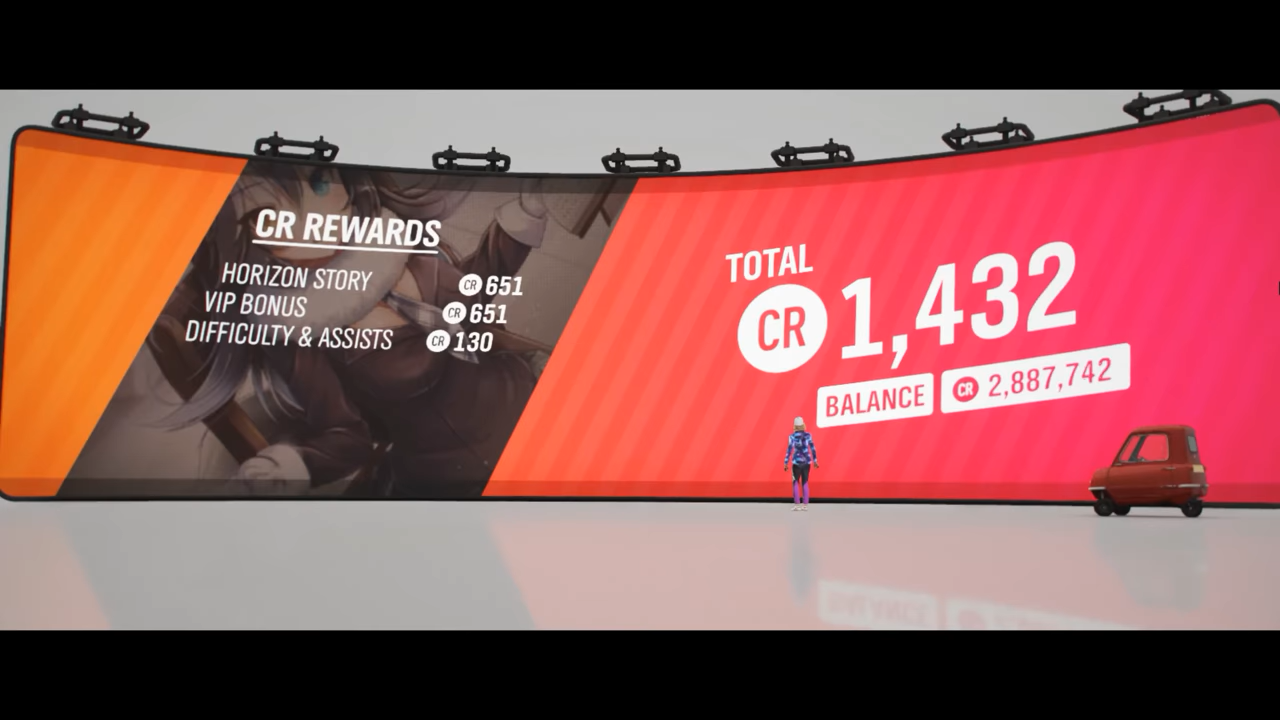 CR REWARDS
HORIZON STORY CR 651
VIP BONUS CR 651
DIFFICULTY & ASSISTS CR 130
TOTAL
CR 1,432
BALANCE CR 2,887,742